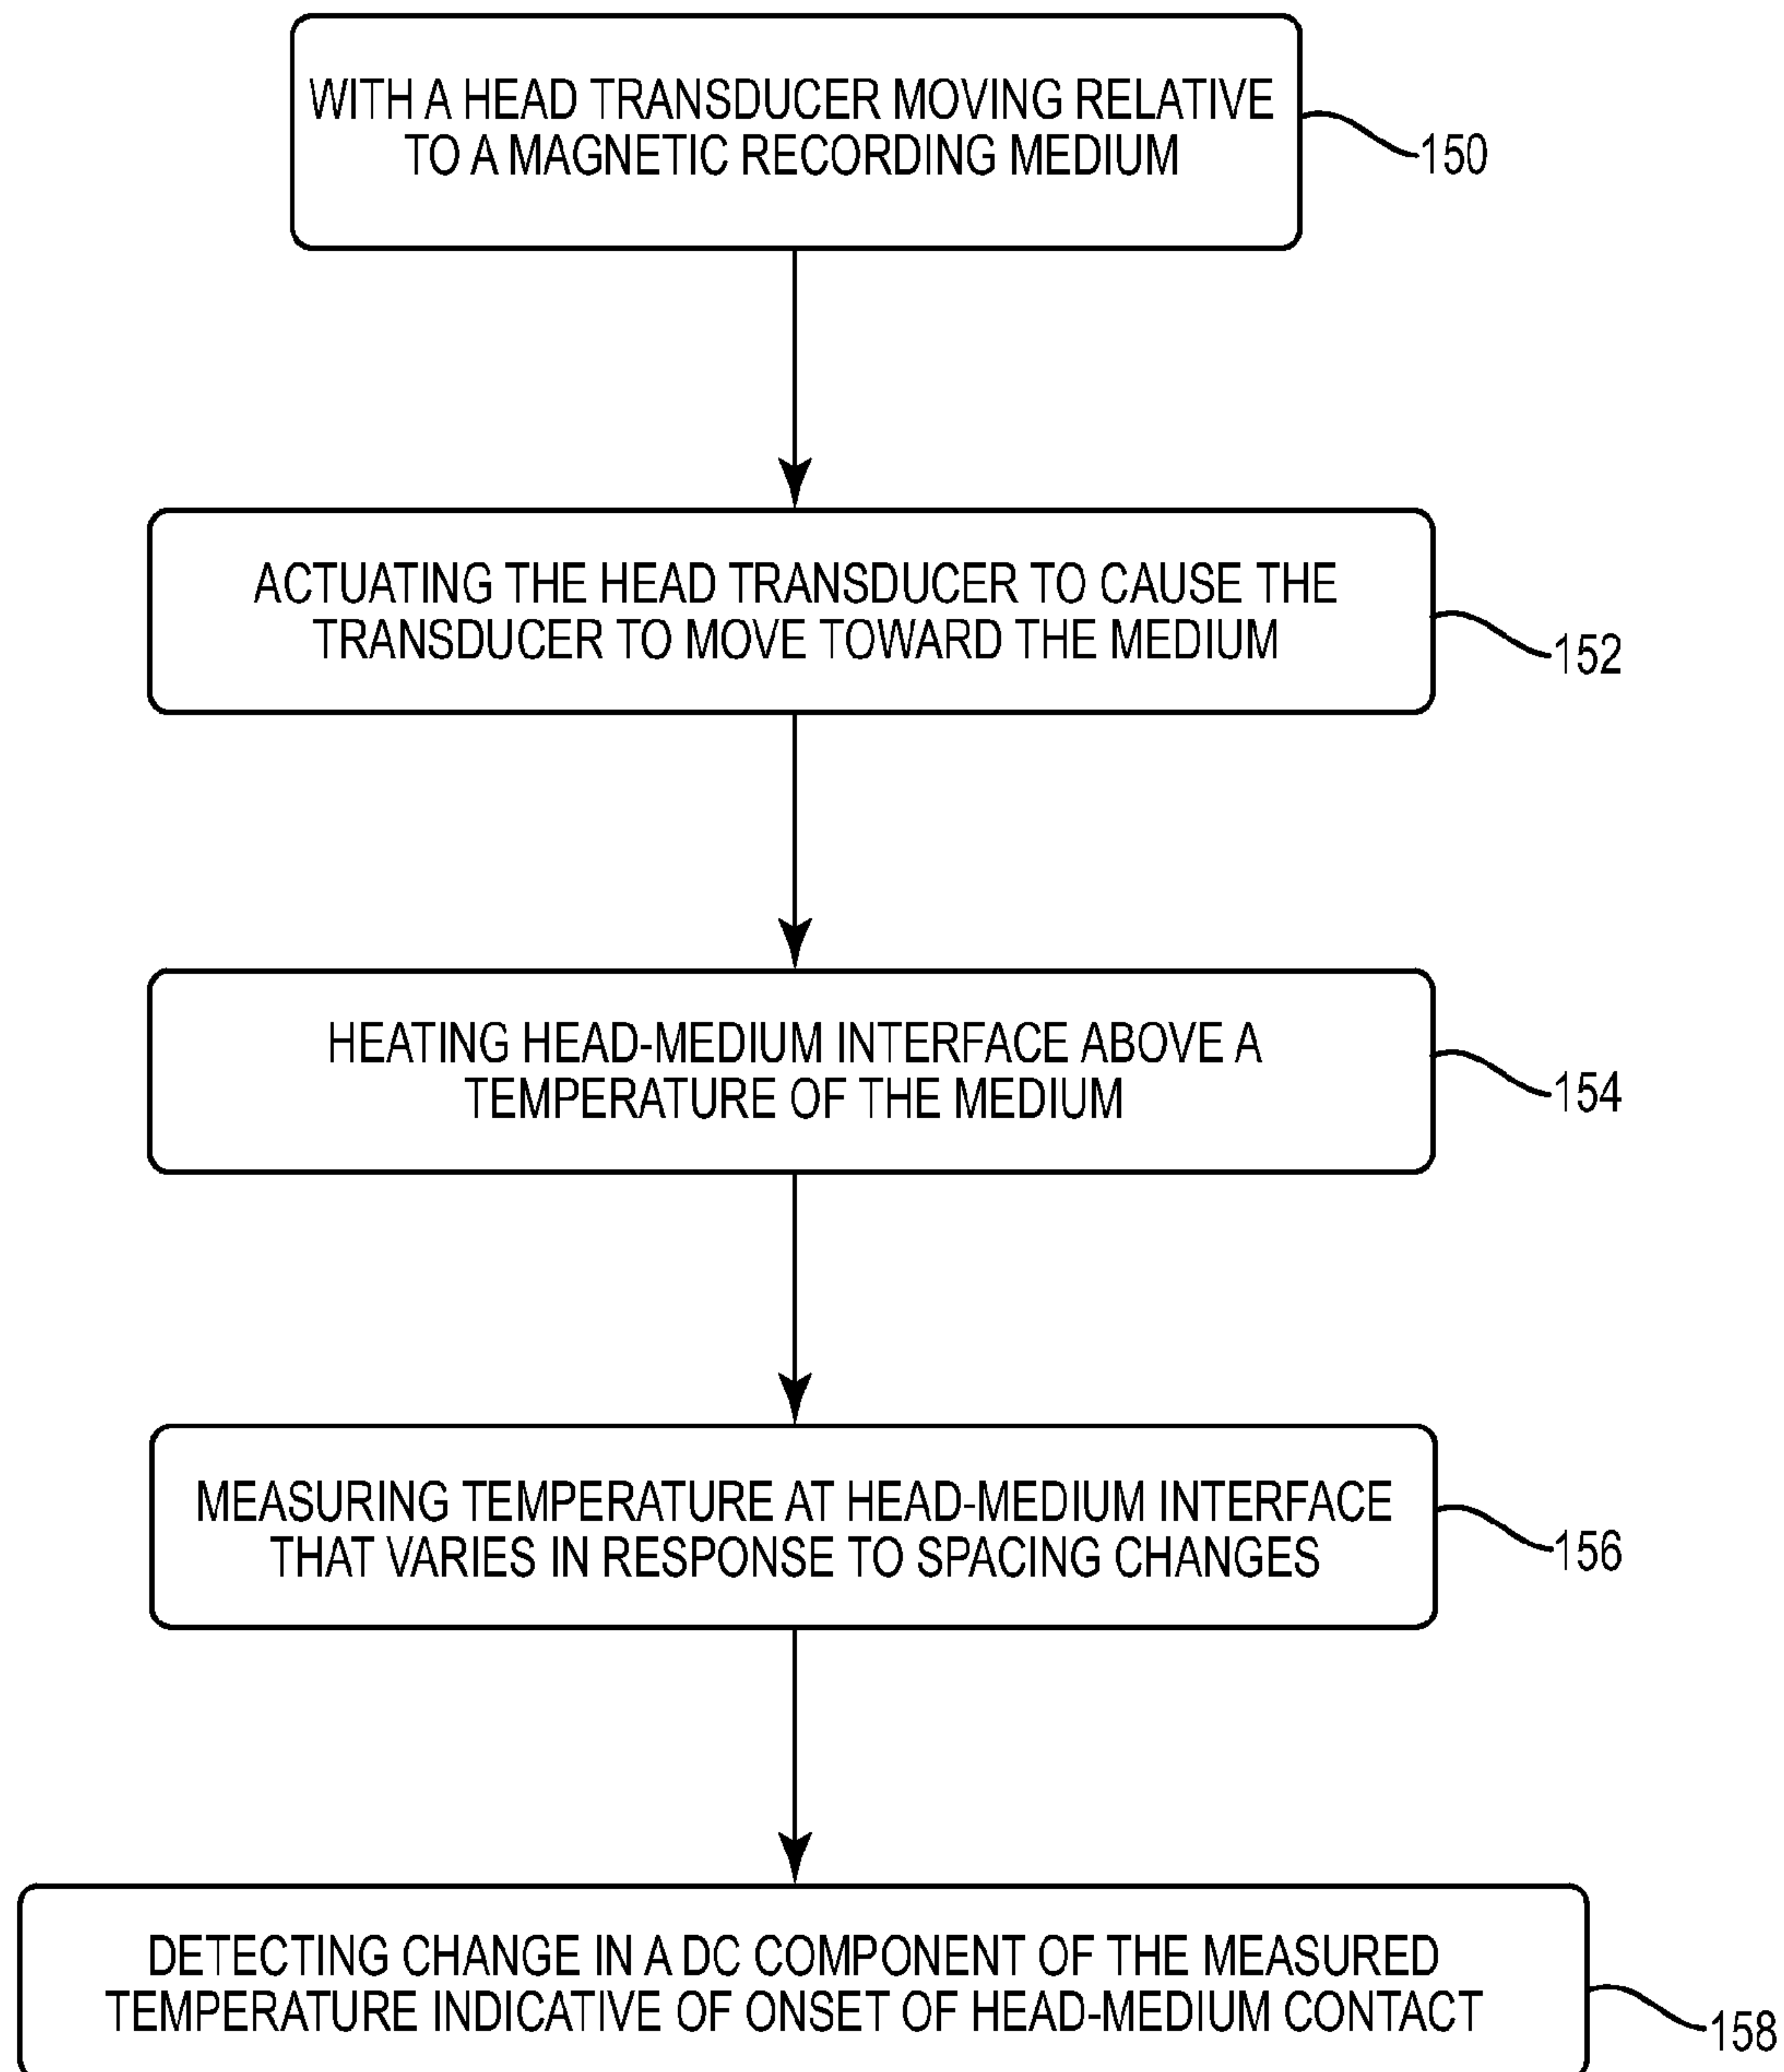 WITH A HEAD TRANSDUCER MOVING RELATIVE
TO A MAGNETIC RECORDING MEDIUM
150
ACTUATING THE HEAD TRANSDUCER TO CAUSE THE
TRANSDUCER TO MOVE TOWARD THE MEDIUM
152
HEATING HEAD-MEDIUM INTERFACE ABOVE A
TEMPERATURE OF THE MEDIUM
154
MEASURING TEMPERATURE AT HEAD-MEDIUM INTERFACE
THAT VARIES IN RESPONSE TO SPACING CHANGES
156
DETECTING CHANGE IN A DC COMPONENT OF THE MEASURED
TEMPERATURE INDICATIVE OF ONSET OF HEAD-MEDIUM CONTACT
158